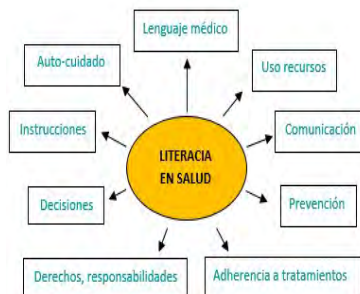 Lenguaje médico
Auto-cuidado
Uso recursos
Instrucciones
Comunicación
LITERACIA
EN SALUD
Decisiones
Prevención
Derechos, responsabilidades
Adherencia a tratamientos